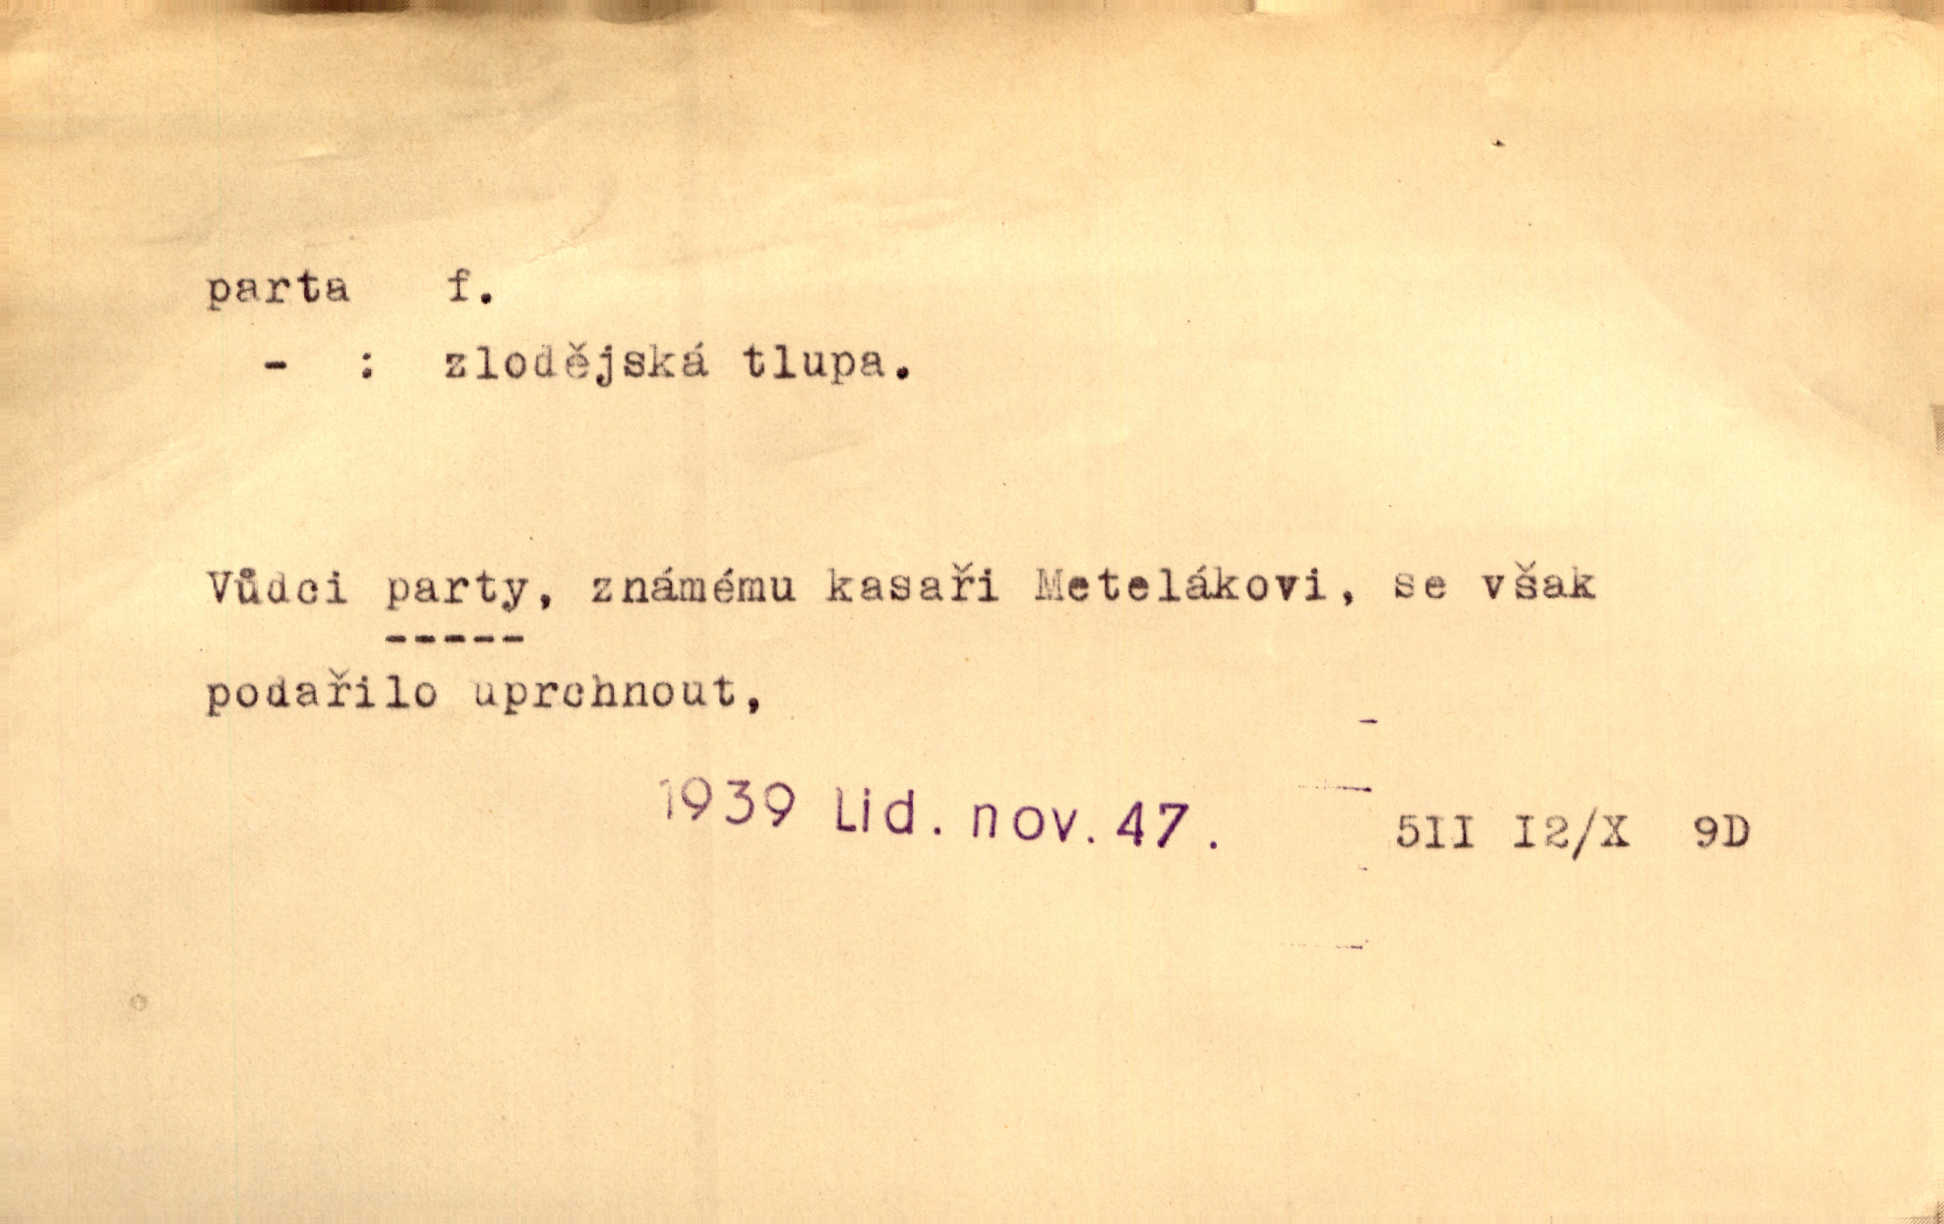 parta f.
- : zlodějská tlupa.
Vůdci party, známému kasaři Metelákovi, se však
-----
podařilo uprchnout,
1939 Lid. nov. 47. 5II I2/X 9D